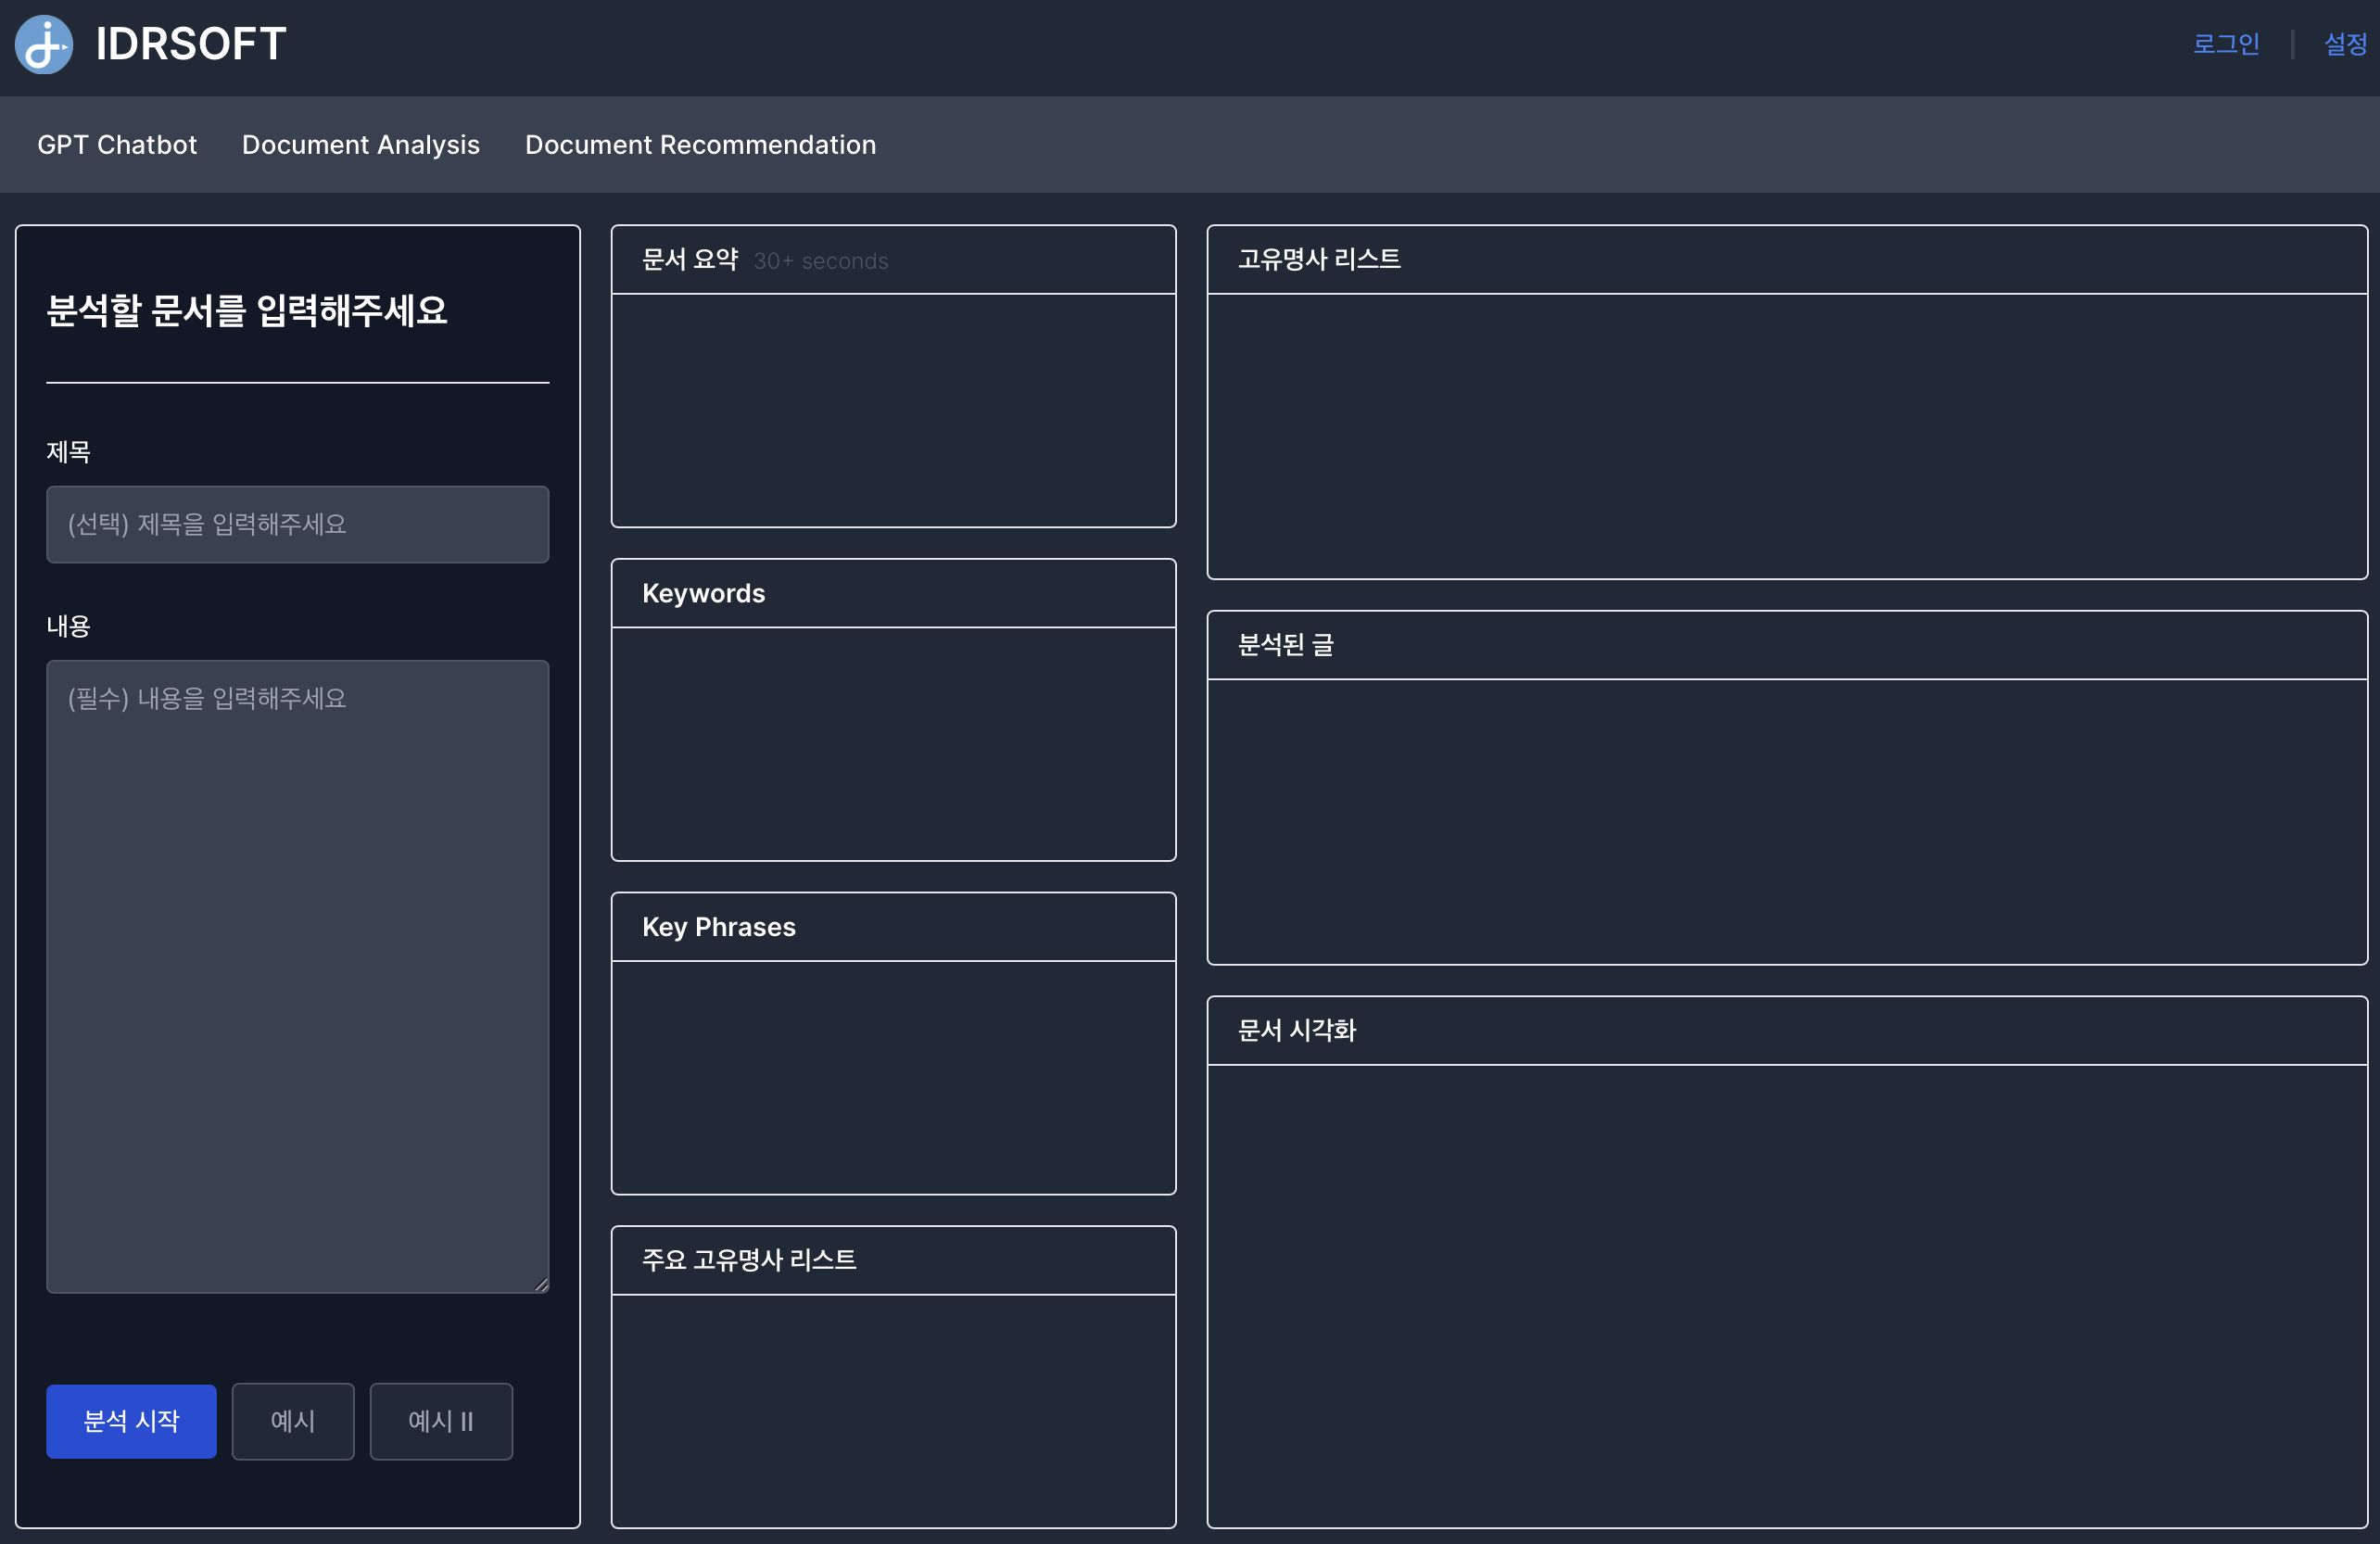 IDRSOFT
로그인
설정
GPT Chatbot
Document Analysis
Document Recommendation
분석할 문서를 입력해주세요
제목
(선택) 제목을 입력해주세요
내용
(필수) 내용을 입력해주세요
분석 시작
예시
예시 II
문서 요약 30+ seconds
Keywords
Key Phrases
주요 고유명사 리스트
고유명사 리스트
분석된 글
문서 시각화